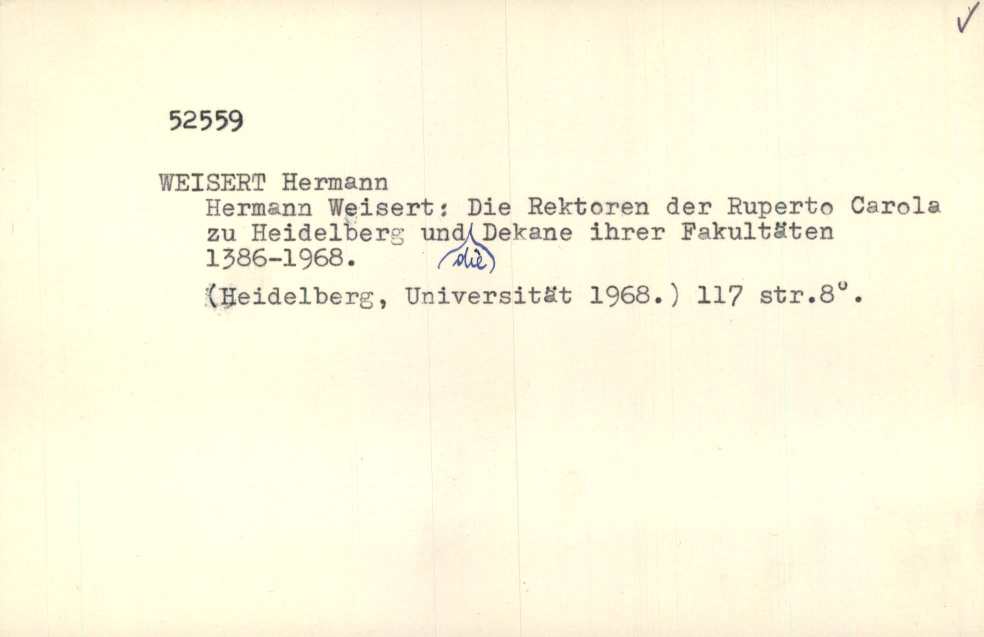 52559
WEISERT Hermann
Hermann Weisert: Die Rektoren der Ruperto Carola
zu Heidelberg und die Dekane ihrer Fakultäten
1386-1968.
(Heidelberg, Universität 1968.) 117 str.8°.